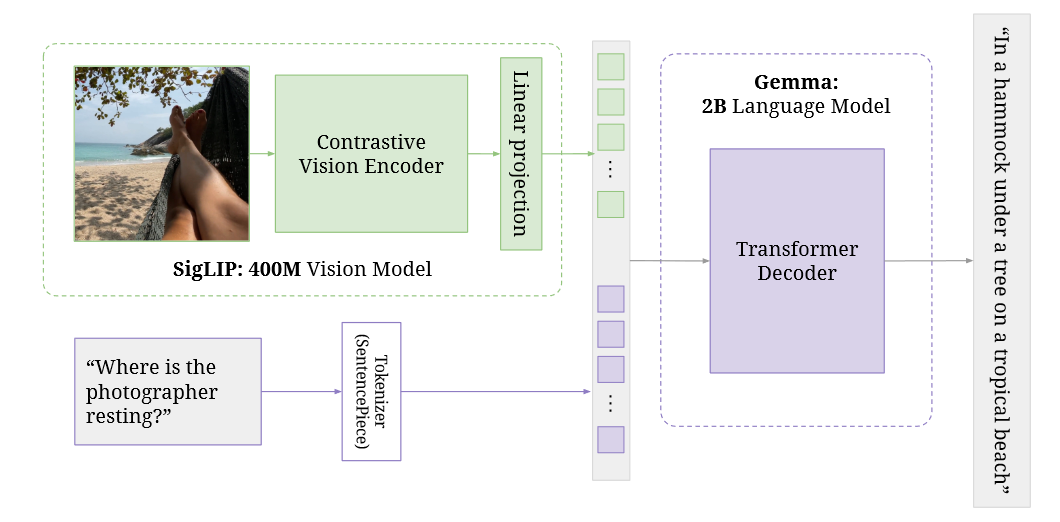 Contrastive
Vision Encoder
Linear projection
SigLIP: 400M Vision Model
“Where is the
photographer
resting?”
Tokenizer
(SentencePiece)
...
...
Gemma:
2B Language Model
Transformer
Decoder
“In a hammock under a tree on a tropical beach”